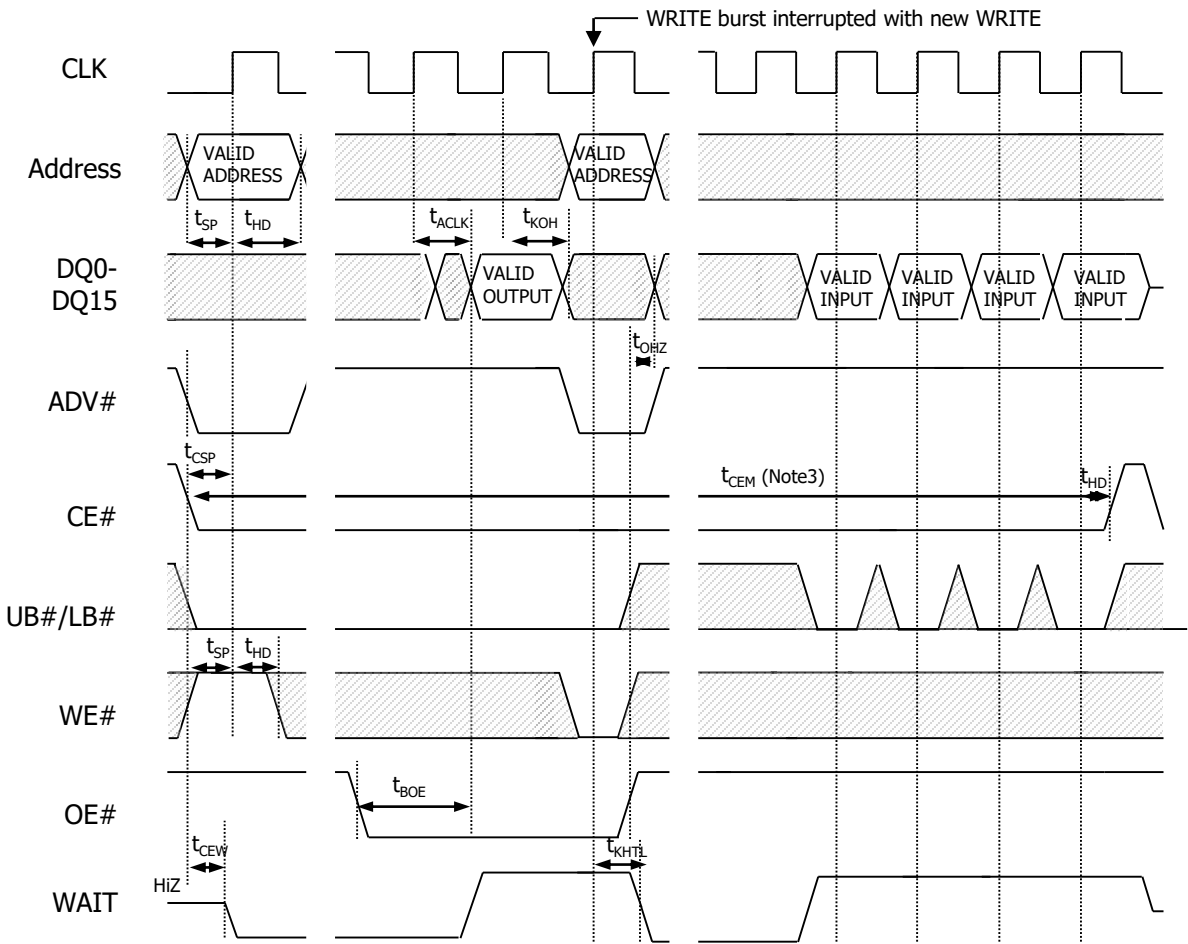 WRITE burst interrupted with new WRITE
CLK
Address
VALID
ADDRESS
VALID
ADDRESS
tSP
tHD
tACLK
tKOH
DQ0-
DQ15
VALID
OUTPUT
VALID
INPUT
VALID
INPUT
VALID
INPUT
VALID
INPUT
tOHZ
ADV#
tCSP
tCEM (Note3)
tHD
CE#
UB#/LB#
tSP
tHD
WE#
tBOE
OE#
tCEW
tKHTL
HiZ
WAIT